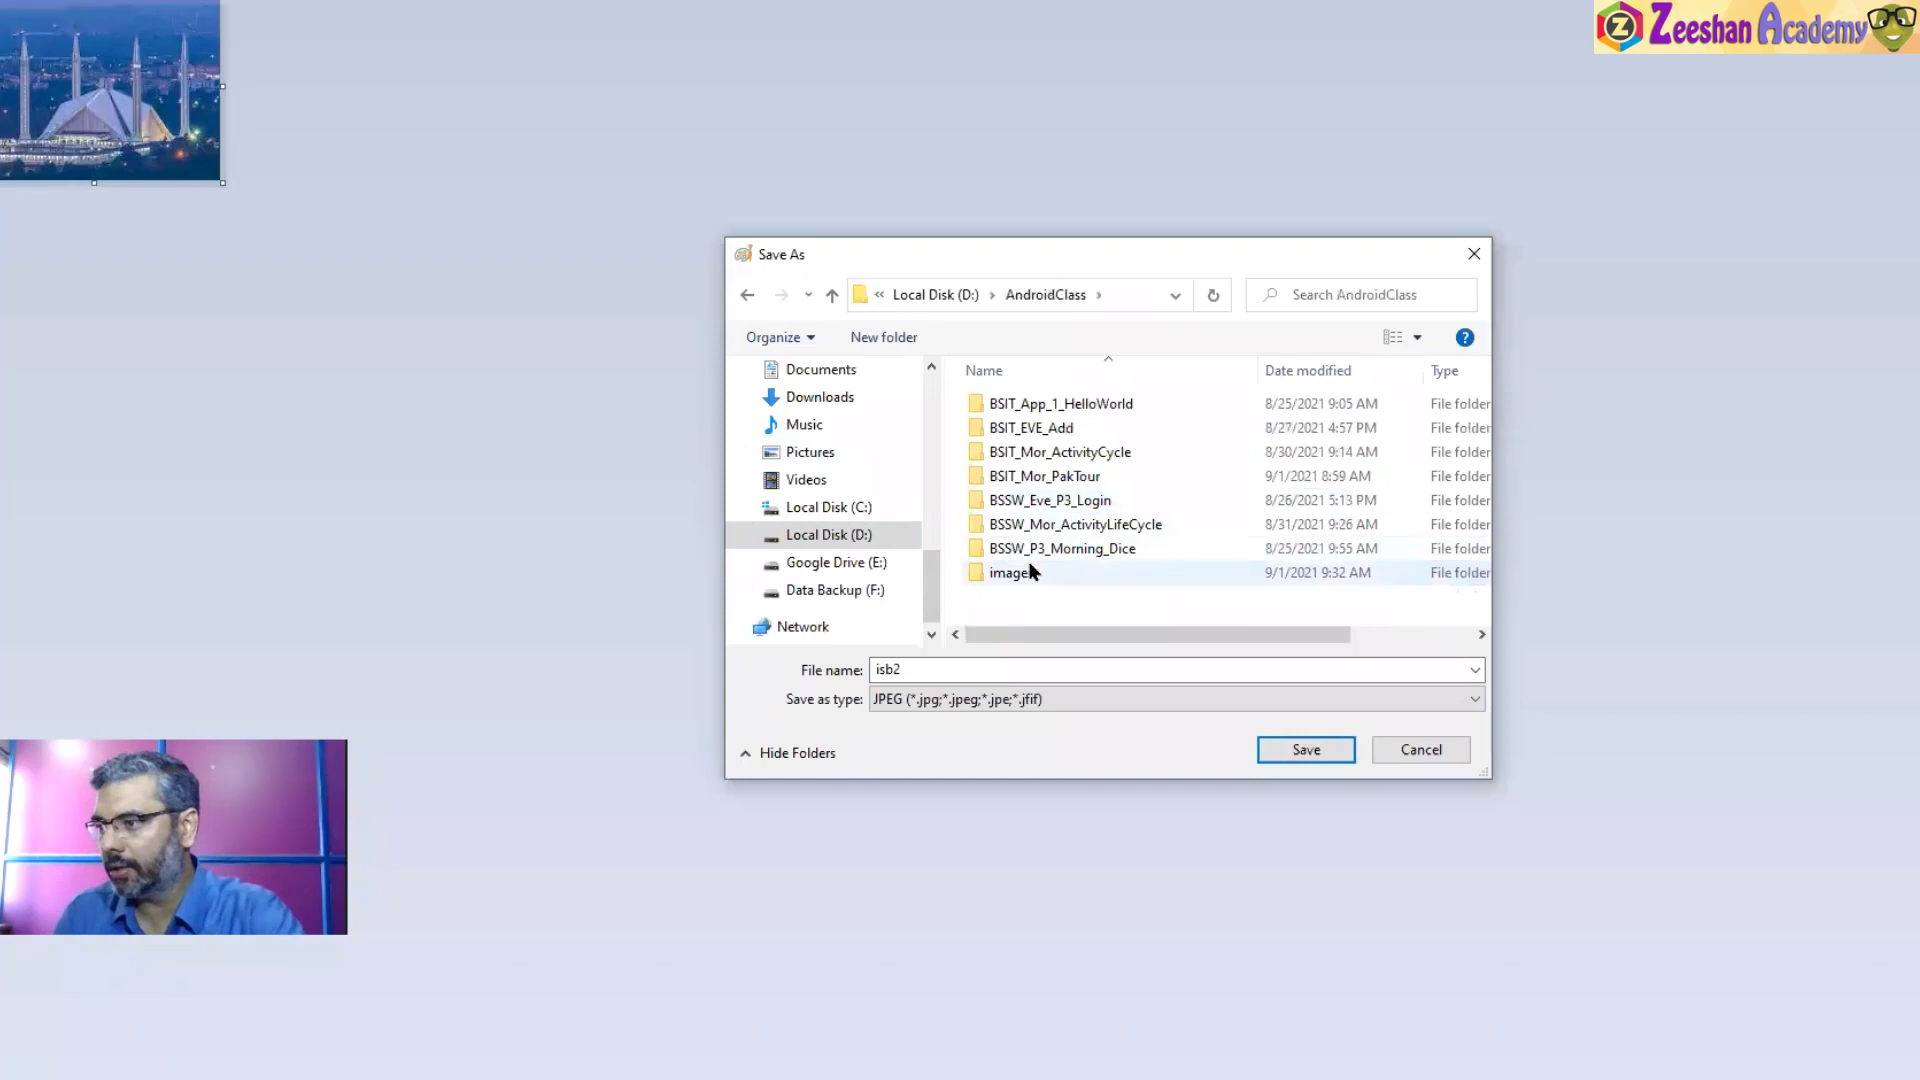 Zeeshan Academy
Save As
« Local Disk (D:) › AndroidClass ›
Search AndroidClass
Organize
New folder
Documents
Downloads
Music
Pictures
Videos
Local Disk (C:)
Local Disk (D:)
Google Drive (E:)
Data Backup (F:)
Network
Name Date modified Type
BSIT_App_1_HelloWorld 8/25/2021 9:05 AM File folder
BSIT_EVE_Add 8/27/2021 4:57 PM File folder
BSIT_Mor_ActivityCycle 8/30/2021 9:14 AM File folder
BSIT_Mor_PakTour 9/1/2021 8:59 AM File folder
BSSW_Eve_P3_Login 8/26/2021 5:13 PM File folder
BSSW_Mor_ActivityLifeCycle 8/31/2021 9:26 AM File folder
BSSW_P3_Morning_Dice 8/25/2021 9:55 AM File folder
9/1/2021 9:32 AM File folder
File name: isb2
Save as type: JPEG (*.jpg;*.jpeg;*.jpe;*.jfif)
Hide Folders
Save
Cancel